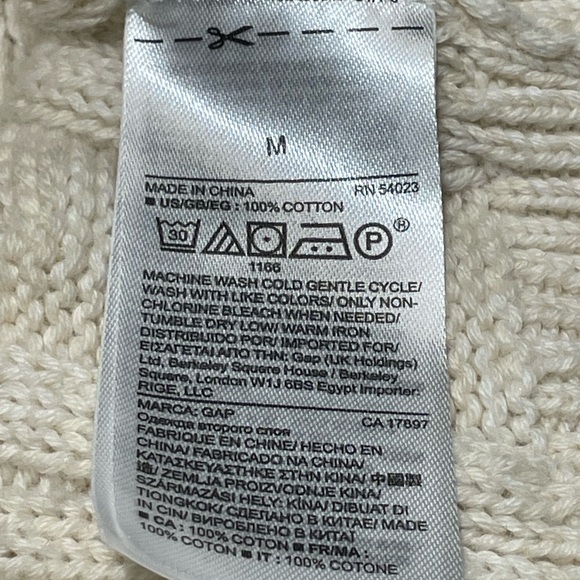 M
MADE IN CHINA RN 54023
■ US/GB/EG : 100% COTTON
30 P H
1166
MACHINE WASH COLD GENTLE CYCLE/
WASH WITH LIKE COLORS/ ONLY NON-
CHLORINE BLEACH WHEN NEEDED/
TUMBLE DRY LOW/ WARM IRON
DISTRIBUIDO POR/ IMPORTED FOR/
ΕΙΣΑΓΕΤΑΙ ΑΠΟ ΤΗΝ: Gap (UK Holdings)
Ltd, Berkeley Square House / Berkeley
Square, London W1J 6BS Egypt Importer:
RIGE, LLC
MARCA: GAP CA 17897
Одежда второго слоя
FABRIQUE EN CHINE/ HECHO EN
CHINA/ FABRICADO NA CHINA/
ΚΑΤΑΣΚΕΥΑΣΤΗΚΕ ΣΤΗΝ ΚΙΝΑ/ 中國製
造/ ZEMLJA PROIZVODNJE KINA/
SZÁRMAZÁSI HELY: KÍNA/ DIBUAT DI
TIONGKOK/ СДЕЛАНО В КИТАЕ/ MADE
IN CIN/ ВИРОБЛЕНО В КИТАЇ
■ CA : 100% COTTON ■ FR/MA :
100% COTON ■ IT : 100% COTONE